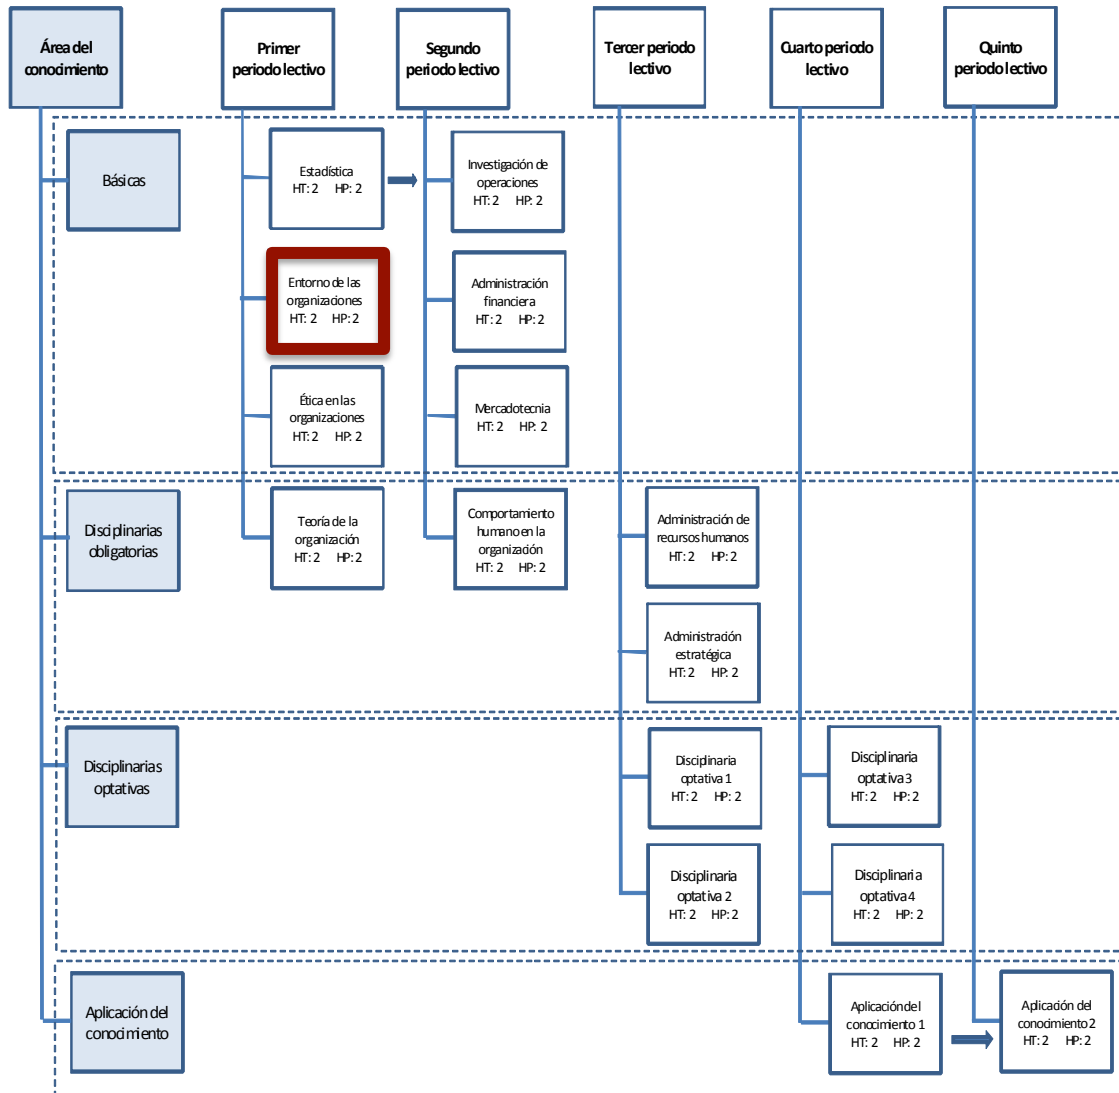 Área del
conocimiento
Primer
periodo lectivo
Segundo
periodo lectivo
Tercer periodo
lectivo
Cuarto periodo
lectivo
Quinto
periodo lectivo
Básicas
Estadística
HT: 2 HP: 2
Investigación de
operaciones
HT: 2 HP: 2
Entorno de las
organizaciones
HT: 2 HP: 2
Administración
financiera
HT: 2 HP: 2
Ética en las
organizaciones
HT: 2 HP: 2
Mercadotecnia
HT: 2 HP: 2
Disciplinarias
obligatorias
Teoría de la
organización
HT: 2 HP: 2
Comportamiento
humano en la
organización
HT: 2 HP: 2
Administración de
recursos humanos
HT: 2 HP: 2
Administración
estratégica
HT: 2 HP: 2
Disciplinarias
optativas
Disciplinaria
optativa 1
HT: 2 HP: 2
Disciplinaria
optativa 3
HT: 2 HP: 2
Disciplinaria
optativa 2
HT: 2 HP: 2
Disciplinaria
optativa 4
HT: 2 HP: 2
Aplicación del
conocimiento
Aplicación del
conocimiento 1
HT: 2 HP: 2
Aplicación del
conocimiento 2
HT: 2 HP: 2